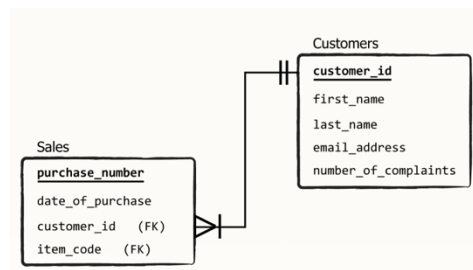 Customers
customer_id
first_name
last_name
email_address
number_of_complaints
Sales
purchase_number
date_of_purchase
customer_id (FK)
item_code (FK)